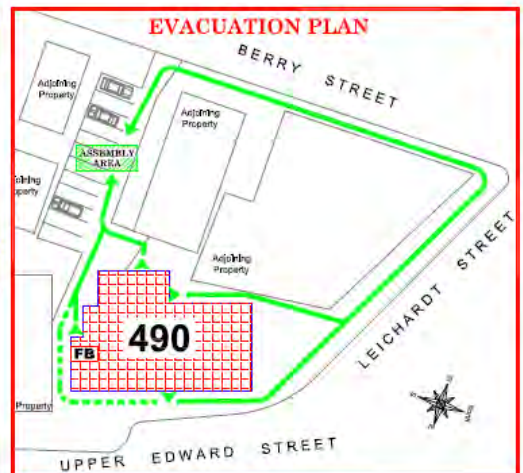 EVACUATION PLAN
BERRY STREET
Adjoining
Property
Adjoining
Property
ASSEMBLY
AREA
Adjoining
Property
LEICHARDT STREET
490
FB
Property
UPPER EDWARD STREET